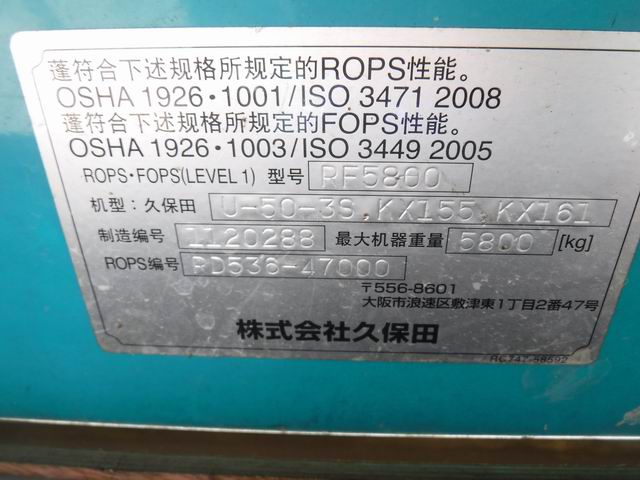 蓬符合下述规格所规定的ROPS性能。
OSHA 1926・1001/ISO 3471 2008
蓬符合下述规格所规定的FOPS性能。
OSHA 1926・1003/ISO 3449 2005
ROPS・FOPS(LEVEL 1) 型号 RF5800
机型:久保田 U-50-3S,KX155,KX161
制造编号 1120288 最大机器重量 5800 [kg]
ROPS编号 RD536-47000
〒556-8601
大阪市浪速区敷津東1丁目2番47号
株式会社久保田
RC747-58592